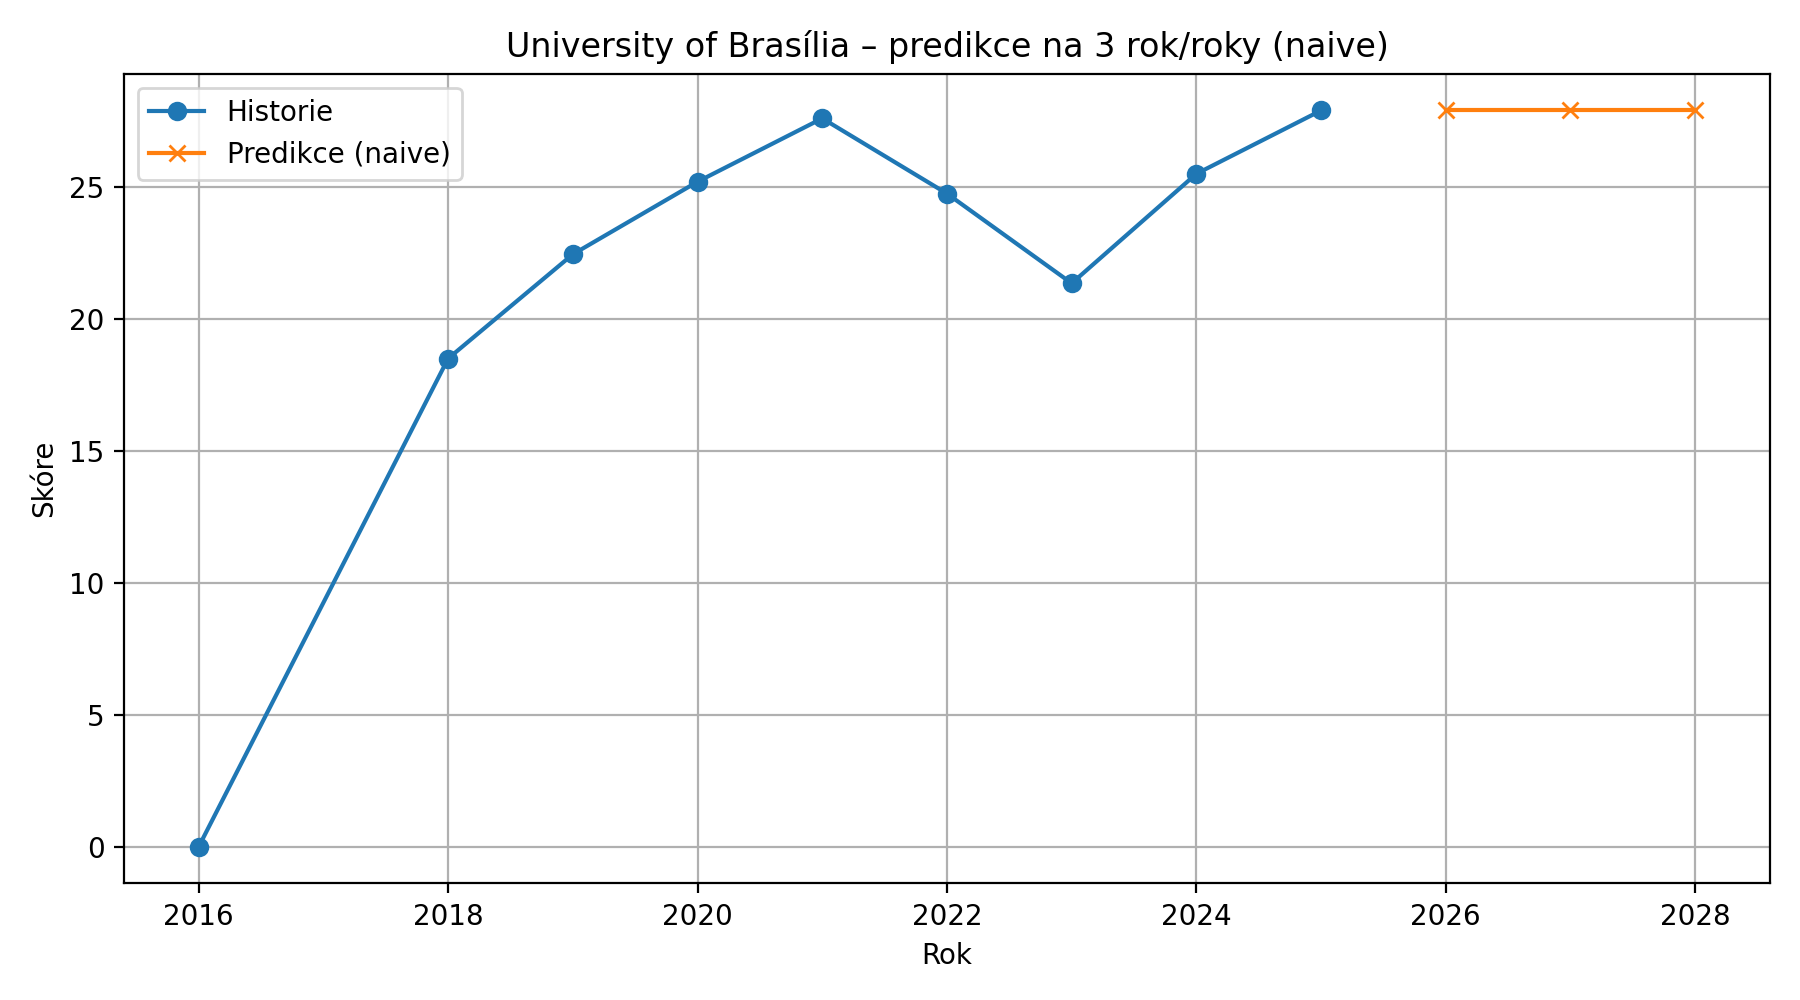 University of Brasília – predikce na 3 rok/roky (naive)
Historie
Predikce (naive)
25
20
15
10
5
0
Skóre
2016 2018 2020 2022 2024 2026 2028
Rok